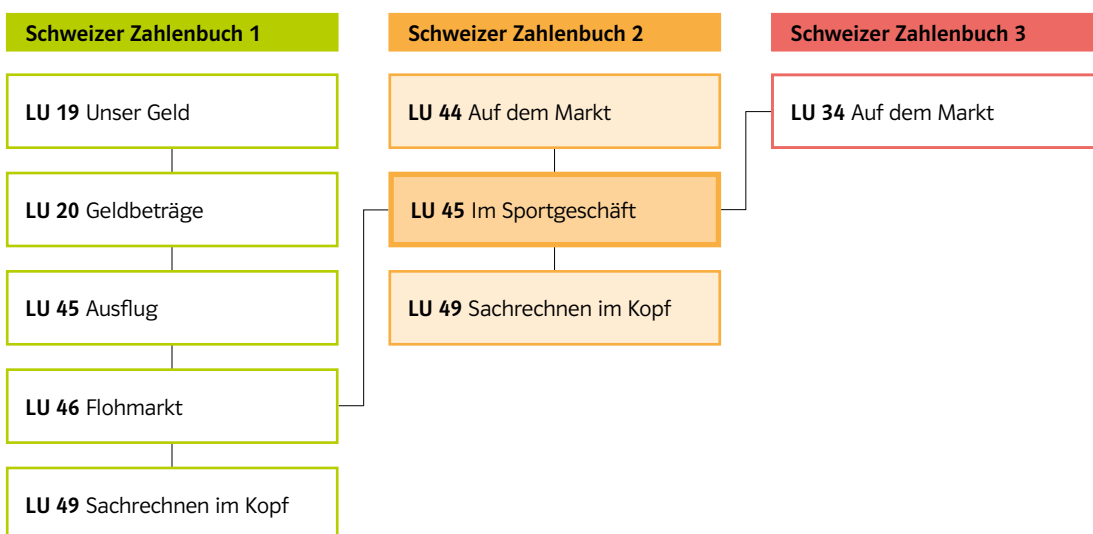 Schweizer Zahlenbuch 1
LU 19 Unser Geld
LU 20 Geldbeträge
LU 45 Ausflug
LU 46 Flohmarkt
LU 49 Sachrechnen im Kopf
Schweizer Zahlenbuch 2
LU 44 Auf dem Markt
LU 45 Im Sportgeschäft
LU 49 Sachrechnen im Kopf
Schweizer Zahlenbuch 3
LU 34 Auf dem Markt